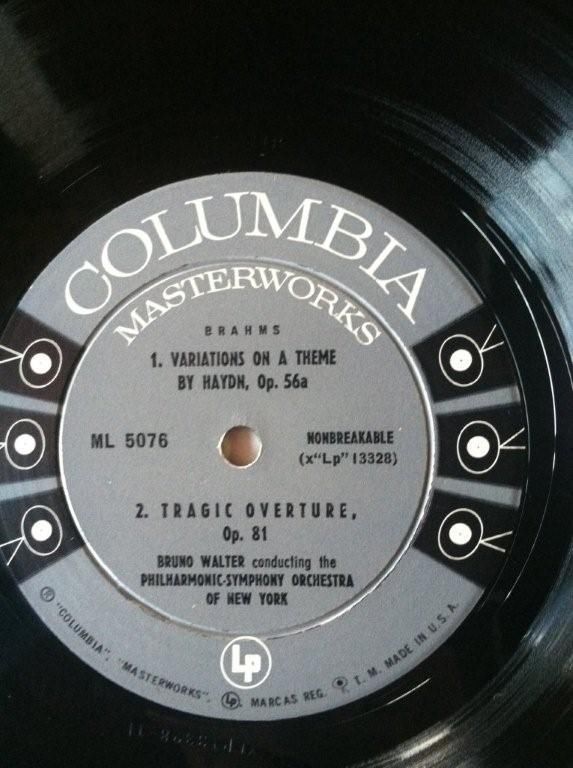 COLUMBIA
MASTERWORKS
BRAHMS
1. VARIATIONS ON A THEME
BY HAYDN, Op. 56a
ML 5076
NONBREAKABLE
(x"Lp" 13328)
2. TRAGIC OVERTURE,
Op. 81
BRUNO WALTER conducting the
PHILHARMONIC-SYMPHONY ORCHESTRA
OF NEW YORK
Lp
® "COLUMBIA", "MASTERWORKS", Lp, MARCAS REG. T. M. MADE IN U.S.A.